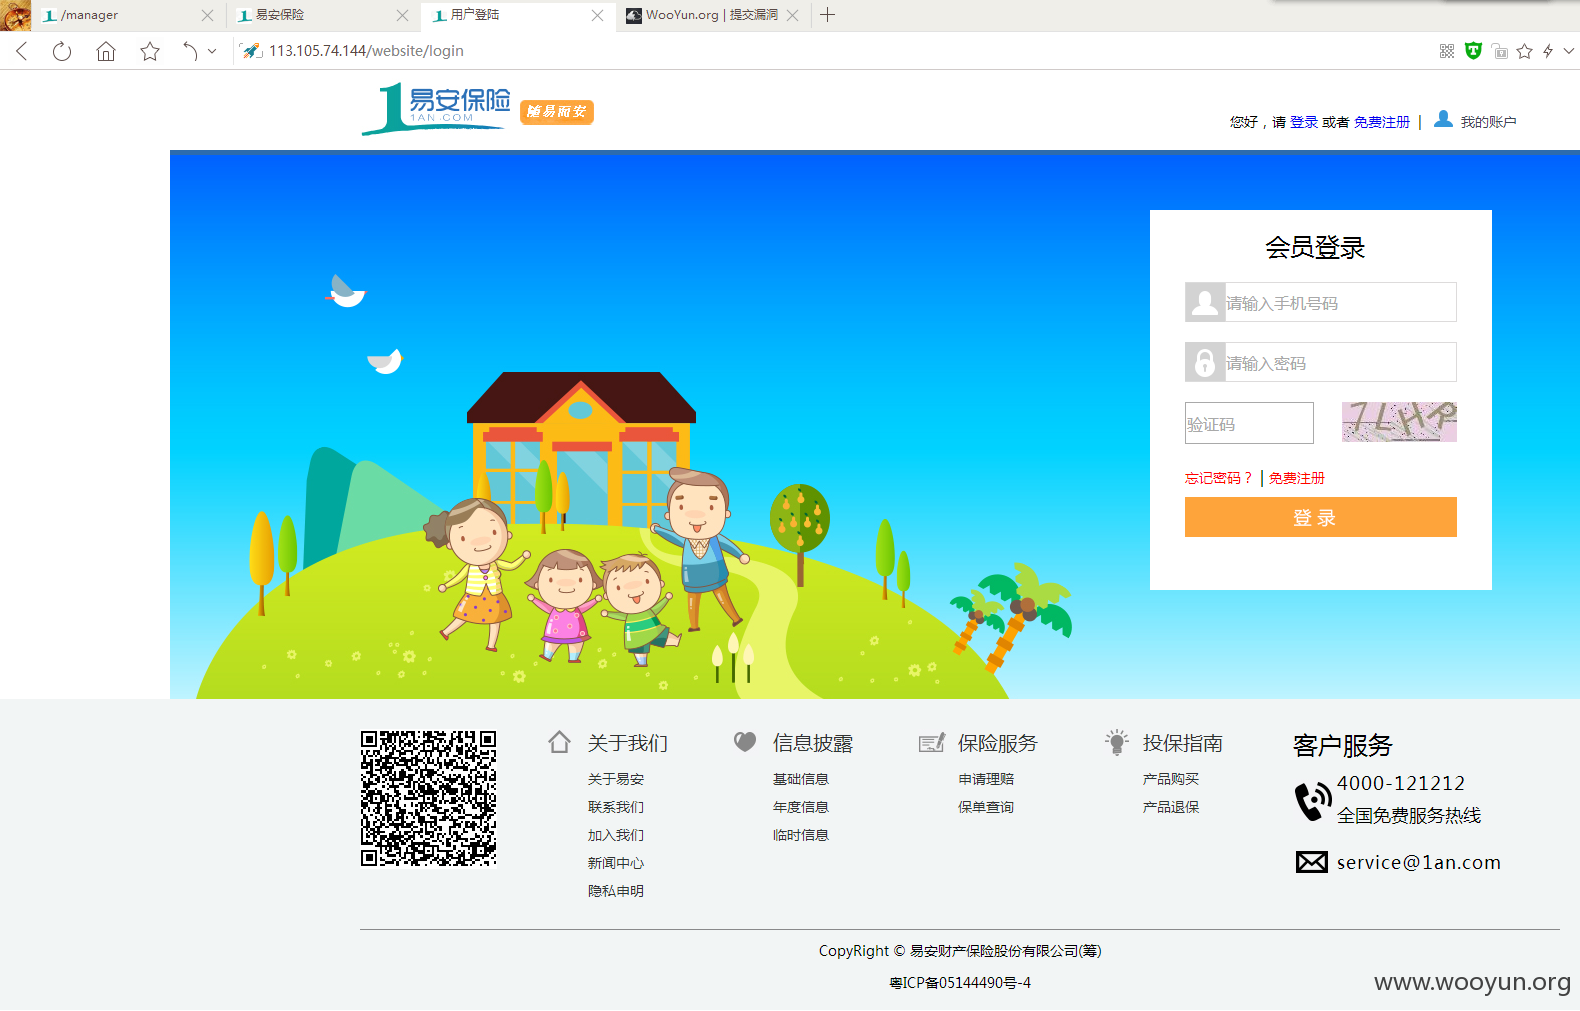 /manager
易安保险
用户登陆
WooYun.org | 提交漏洞
113.105.74.144/website/login
易安保险
1AN.COM
随易而安
您好，请 登录 或者 免费注册 | 我的账户
会员登录
请输入手机号码
请输入密码
验证码
7LHR
忘记密码？ | 免费注册
登 录
关于我们
关于易安
联系我们
加入我们
新闻中心
隐私申明
信息披露
基础信息
年度信息
临时信息
保险服务
申请理赔
保单查询
投保指南
产品购买
产品退保
客户服务
4000-121212
全国免费服务热线
service@1an.com
CopyRight © 易安财产保险股份有限公司(筹)
粤ICP备05144490号-4
www.wooyun.org